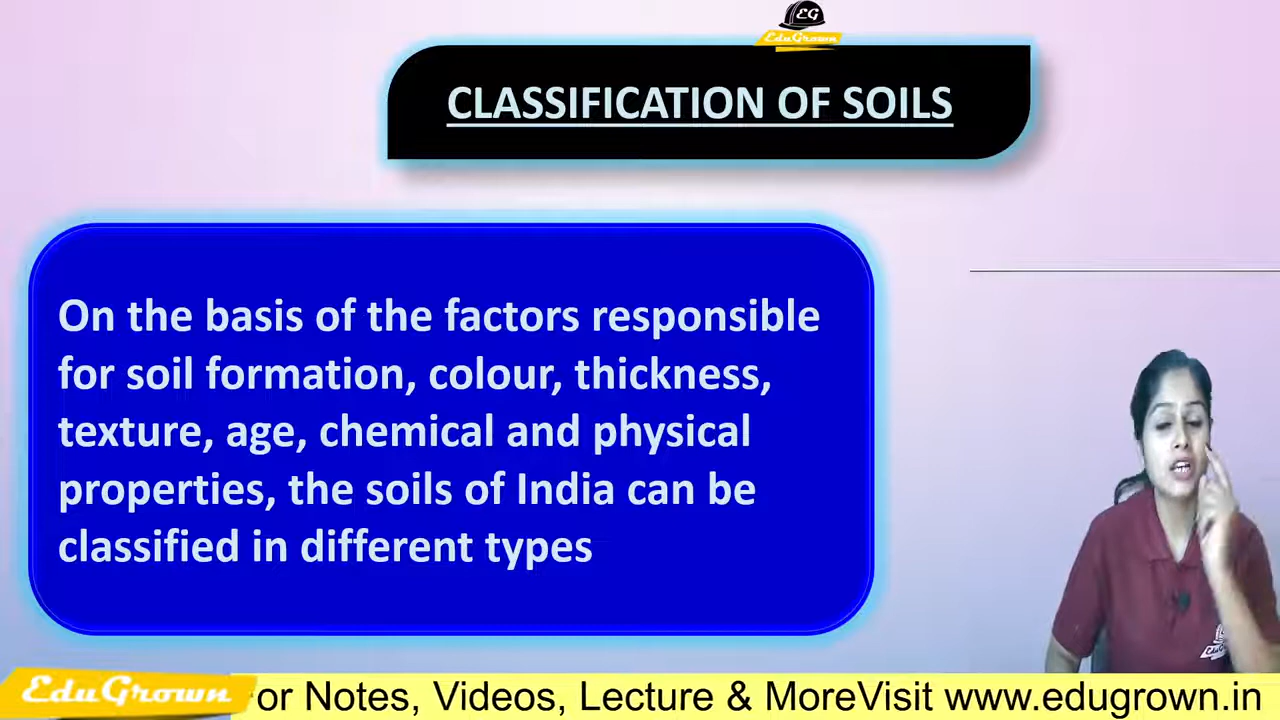 EG
EduGrown
CLASSIFICATION OF SOILS
On the basis of the factors responsible
for soil formation, colour, thickness,
texture, age, chemical and physical
properties, the soils of India can be
classified in different types
EduGrown
or Notes, Videos, Lecture & MoreVisit www.edugrown.in